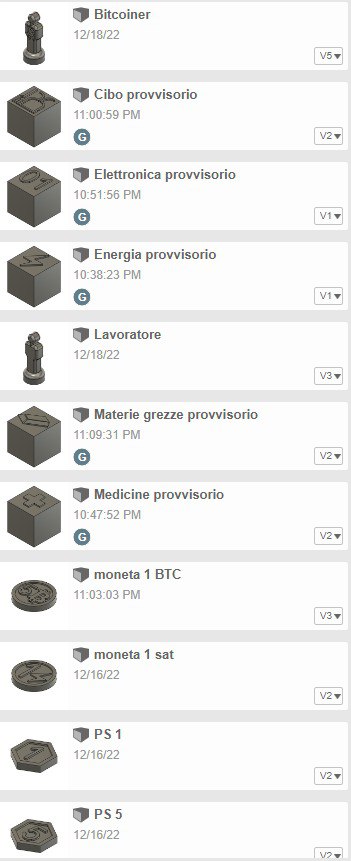 Bitcoiner
12/18/22
V5
Cibo provvisorio
11:00:59 PM
G
V2
Elettronica provvisorio
10:51:56 PM
G
V1
Energia provvisorio
10:38:23 PM
G
V1
Lavoratore
12/18/22
V3
Materie grezze provvisorio
11:09:31 PM
G
V2
Medicine provvisorio
10:47:52 PM
G
V2
moneta 1 BTC
11:03:03 PM
V3
moneta 1 sat
12/16/22
V2
PS 1
12/16/22
V2
1
PS 5
12/16/22
V2
5